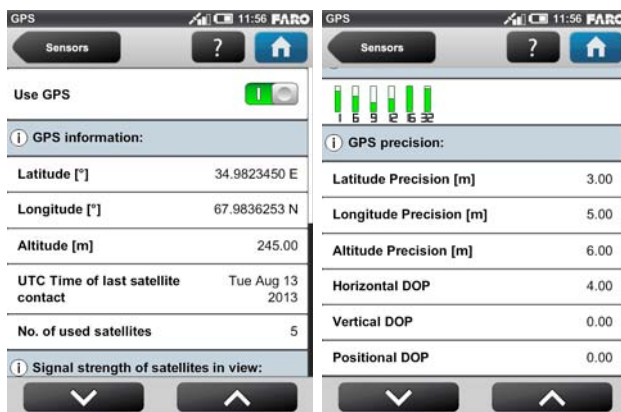 GPS 11:56 FARO
Sensors ?
Use GPS
i GPS information:
Latitude [°] 34.9823450 E
Longitude [°] 67.9836253 N
Altitude [m] 245.00
UTC Time of last satellite contact Tue Aug 13 2013
No. of used satellites 5
i Signal strength of satellites in view:
GPS 11:56 FARO
Sensors ?
1 6 9 12 16 32
i GPS precision:
Latitude Precision [m] 3.00
Longitude Precision [m] 5.00
Altitude Precision [m] 6.00
Horizontal DOP 4.00
Vertical DOP 0.00
Positional DOP 0.00